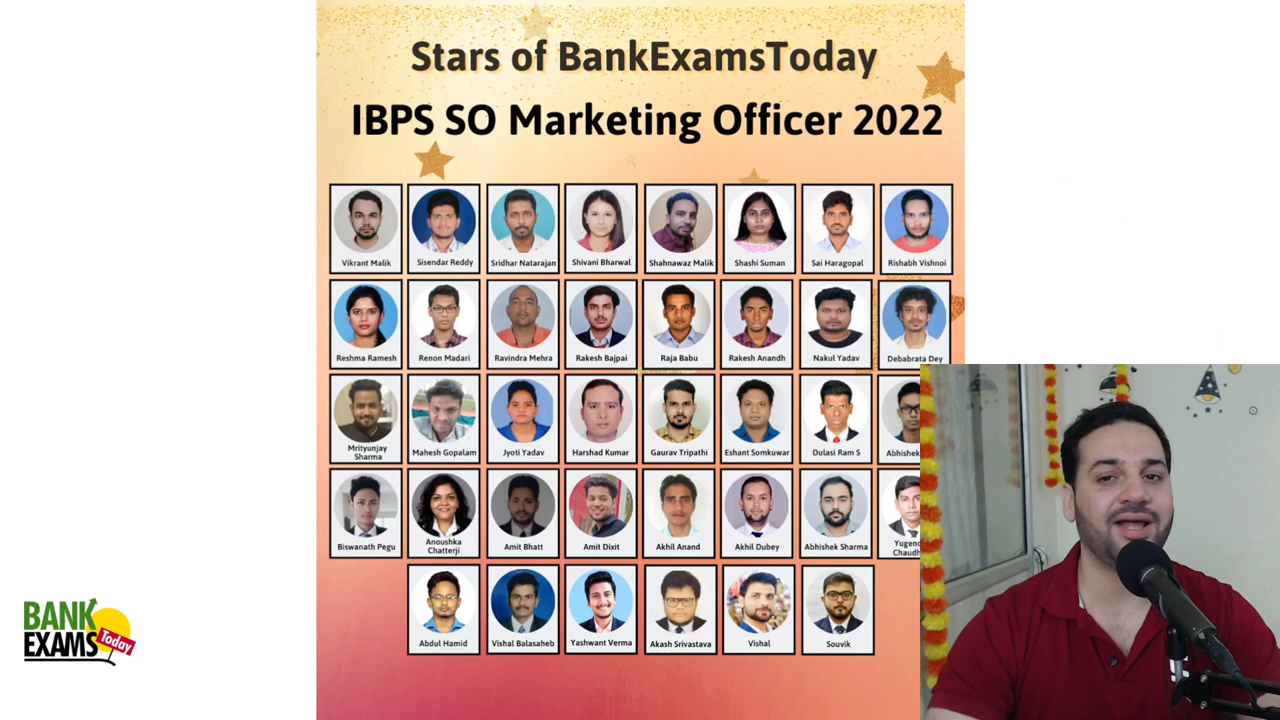 Stars of BankExamsToday
IBPS SO Marketing Officer 2022
Vikrant Malik
Sisendar Reddy
Sridhar Natarajan
Shivani Bharwal
Shahnawaz Malik
Shashi Suman
Sai Haragopal
Rishabh Vishnoi
Reshma Ramesh
Renon Madari
Ravindra Mehra
Rakesh Bajpai
Raja Babu
Rakesh Anandh
Nakul Yadav
Debabrata Dey
Mrityunjay
Sharma
Mahesh Gopalam
Jyoti Yadav
Harshad Kumar
Gaurav Tripathi
Eshant Somkuwar
Dulasi Ram S
Abhishek
Biswanath Pegu
Anoushka
Chatterji
Amit Bhatt
Amit Dixit
Akhil Anand
Akhil Dubey
Abhishek Sharma
Abdul Hamid
Vishal Balasaheb
Yashwant Verma
Akash Srivastava
Vishal
Souvik
BANK
EXAMS
Today